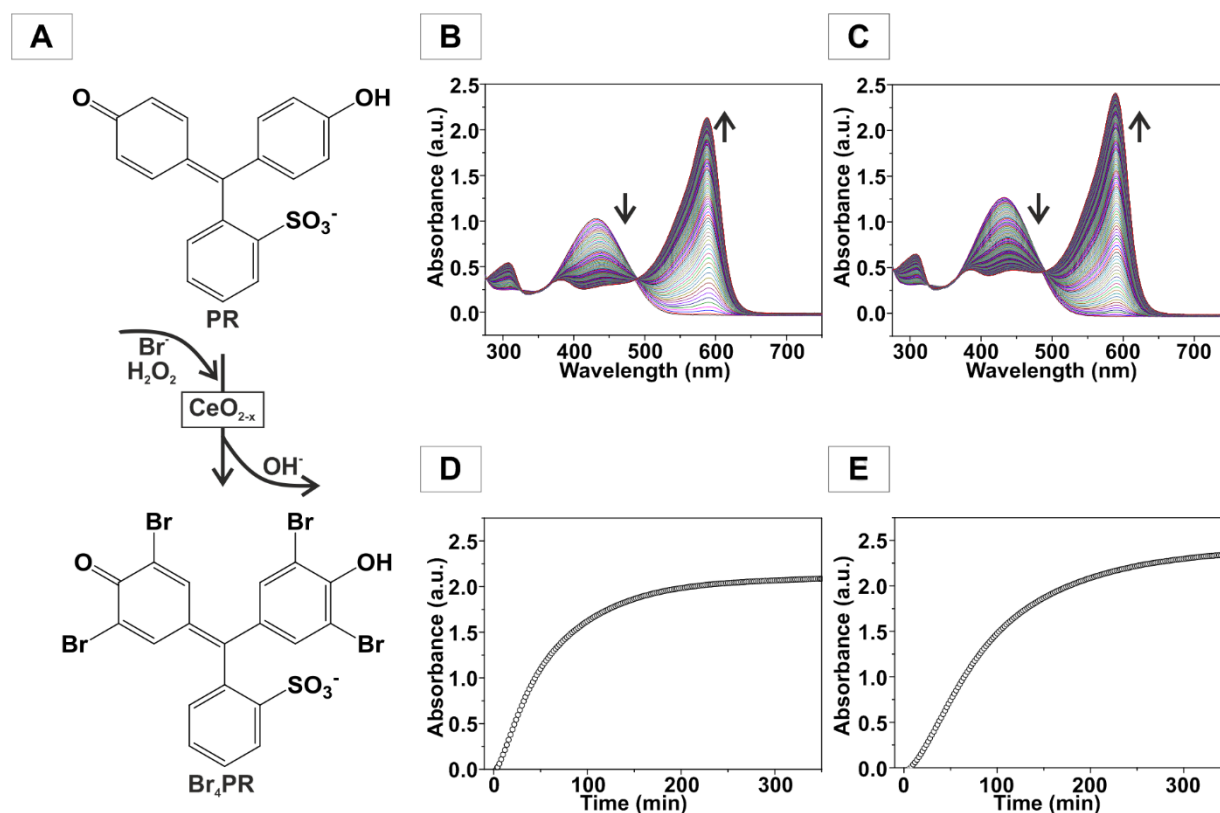 A
O
OH
SO₃⁻
PR
Br⁻
H₂O₂
CeO₂₋ₓ
OH⁻
Br
Br
O
OH
Br
Br
SO₃⁻
Br₄PR
B
2.5
2.0
1.5
1.0
0.5
0.0
Absorbance (a.u.)
300 400 500 600 700
Wavelength (nm)
C
2.5
2.0
1.5
1.0
0.5
0.0
Absorbance (a.u.)
300 400 500 600 700
Wavelength (nm)
D
2.5
2.0
1.5
1.0
0.5
0.0
Absorbance (a.u.)
0 100 200 300
Time (min)
E
2.5
2.0
1.5
1.0
0.5
0.0
Absorbance (a.u.)
0 100 200 300
Time (min)